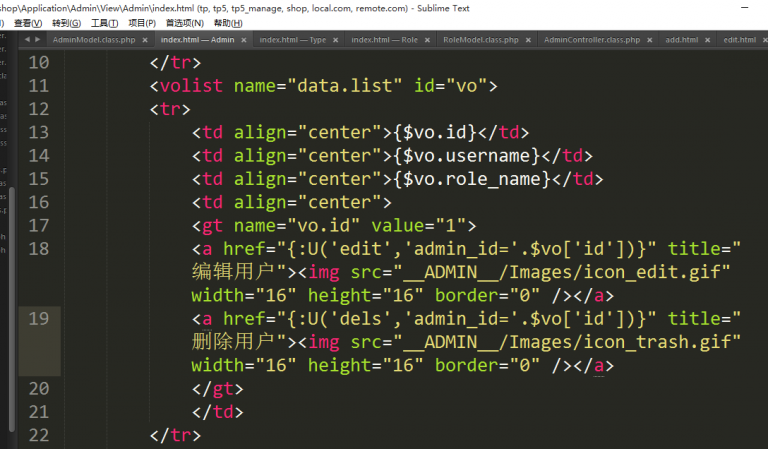 shop\Application\Admin\View\Admin\index.html (tp, tp5, tp5_manage, shop, local.com, remote.com) - Sublime Text
查看(V) 转到(G) 工具(T) 项目(P) 首选项(N) 帮助(H)
AdminModel.class.php × index.html — Admin × index.html — Type × index.html — Role × RoleModel.class.php × AdminController.class.php × add.html × edit.html ×
10 </tr>
11 <volist name="data.list" id="vo">
12 <tr>
13 <td align="center">{$vo.id}</td>
14 <td align="center">{$vo.username}</td>
15 <td align="center">{$vo.role_name}</td>
16 <td align="center">
17 <gt name="vo.id" value="1">
18 <a href="{:U('edit','admin_id='.$vo['id'])}" title="
编辑用户"><img src="__ADMIN__/Images/icon_edit.gif"
width="16" height="16" border="0" /></a>
19 <a href="{:U('dels','admin_id='.$vo['id'])}" title="
删除用户"><img src="__ADMIN__/Images/icon_trash.gif"
width="16" height="16" border="0" /></a>
20 </gt>
21 </td>
22 </tr>